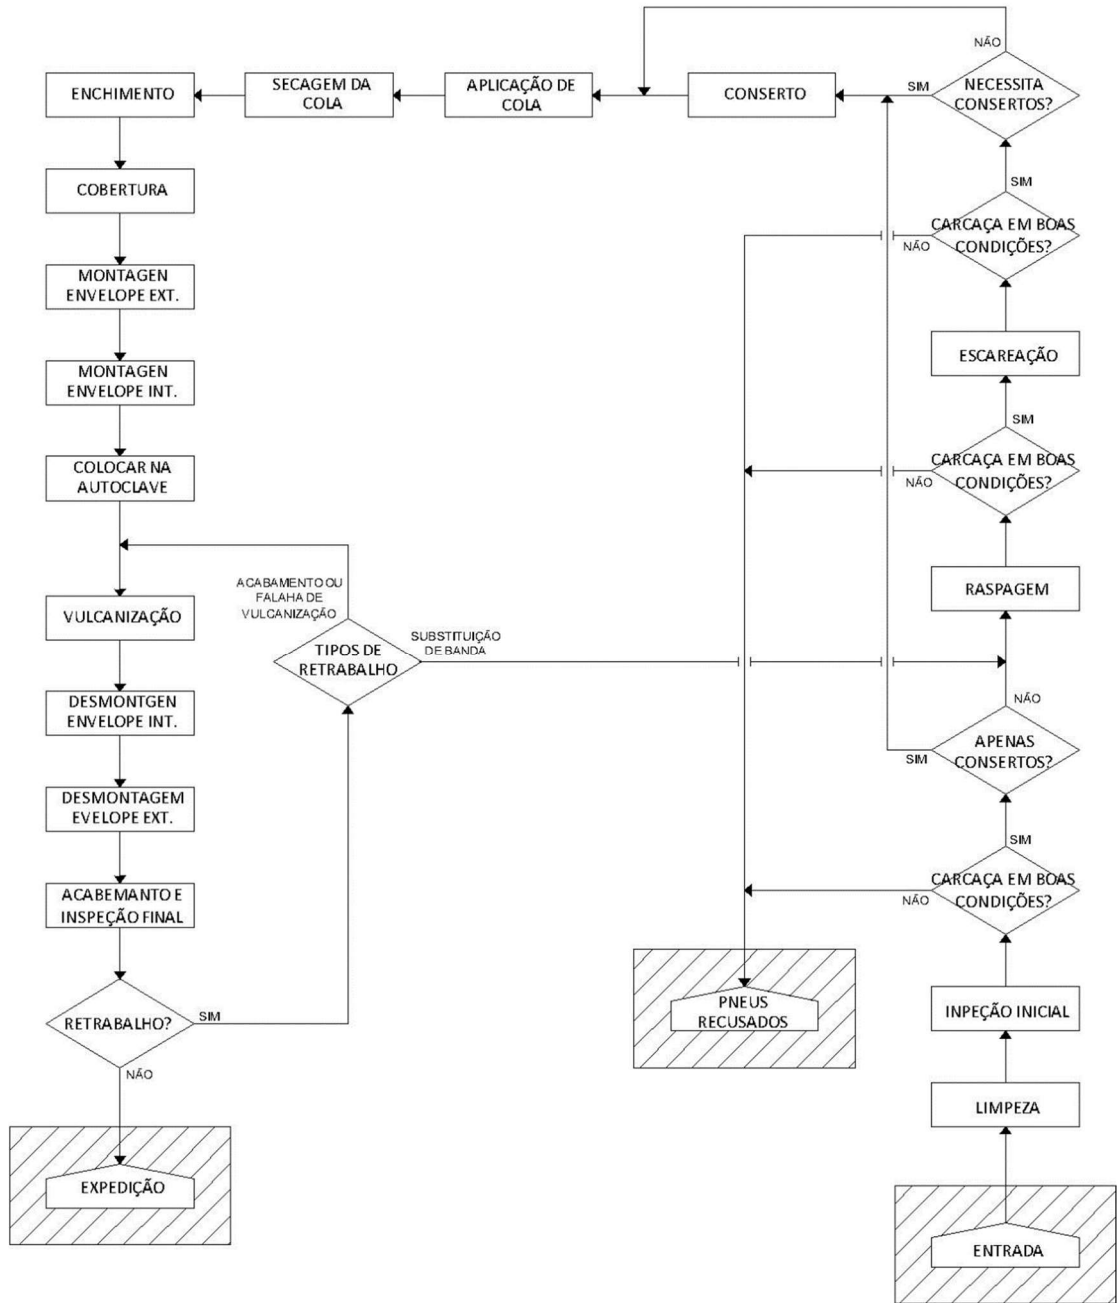 NÃO
ENCHIMENTO
SECAGEM DA
COLA
APLICAÇÃO DE
COLA
CONSERTO
SIM
NECESSITA
CONSERTOS?
COBERTURA
SIM
CARCAÇA EM BOAS
CONDIÇÕES?
NÃO
MONTAGEN
ENVELOPE EXT.
ESCAREAÇÃO
MONTAGEN
ENVELOPE INT.
SIM
CARCAÇA EM BOAS
CONDIÇÕES?
NÃO
COLOCAR NA
AUTOCLAVE
ACABAMENTO OU
FALAHA DE
VULCANIZAÇÃO
RASPAGEM
VULCANIZAÇÃO
TIPOS DE
RETRABALHO
SUBSTITUIÇÃO
DE BANDA
NÃO
DESMONTGEN
ENVELOPE INT.
APENAS
CONSERTOS?
SIM
DESMONTAGEM
EVELOPE EXT.
SIM
CARCAÇA EM BOAS
CONDIÇÕES?
NÃO
ACABEMANTO E
INSPEÇÃO FINAL
RETRABALHO?
SIM
NÃO
PNEUS
RECUSADOS
INPEÇÃO INICIAL
LIMPEZA
EXPEDIÇÃO
ENTRADA